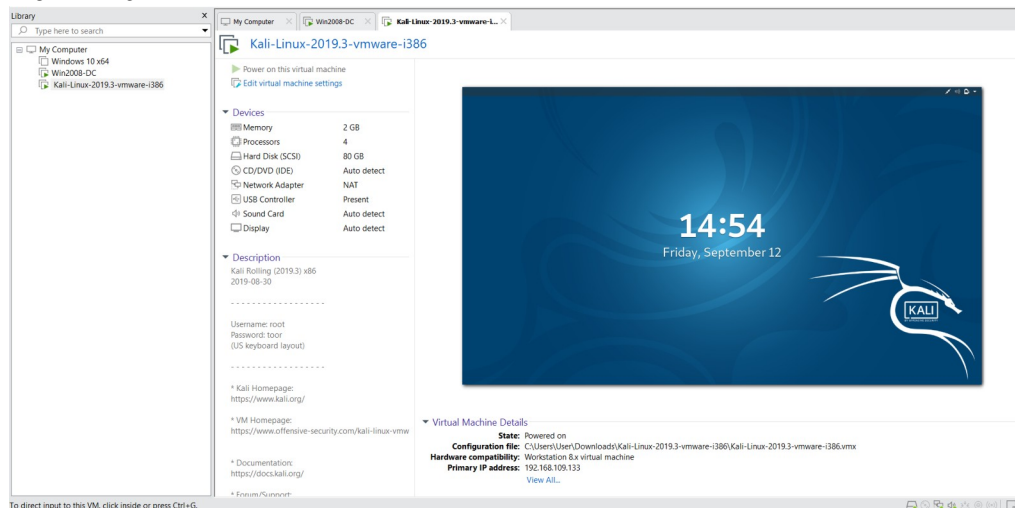 Library
x
Type here to search
My Computer
Windows 10 x64
Win2008-DC
Kali-Linux-2019.3-vmware-i386
My Computer
Win2008-DC
Kali-Linux-2019.3-vmware-i...
Kali-Linux-2019.3-vmware-i386
Power on this virtual machine
Edit virtual machine settings
Devices
Memory 2 GB
Processors 4
Hard Disk (SCSI) 80 GB
CD/DVD (IDE) Auto detect
Network Adapter NAT
USB Controller Present
Sound Card Auto detect
Display Auto detect
Description
Kali Rolling (2019.3) x86
2019-08-30
- - - - - - - - - - - - - - - - - -
Username: root
Password: toor
(US keyboard layout)
- - - - - - - - - - - - - - - - - -
* Kali Homepage:
https://www.kali.org/
* VM Homepage:
https://www.offensive-security.com/kali-linux-vmw
* Documentation:
https://docs.kali.org/
* Forum/Support:
14:54
Friday, September 12
KALI
Virtual Machine Details
State: Powered on
Configuration file: C:\Users\User\Downloads\Kali-Linux-2019.3-vmware-i386\Kali-Linux-2019.3-vmware-i386.vmx
Hardware compatibility: Workstation 8.x virtual machine
Primary IP address: 192.168.109.133
View All...
To direct input to this VM, click inside or press Ctrl+G.